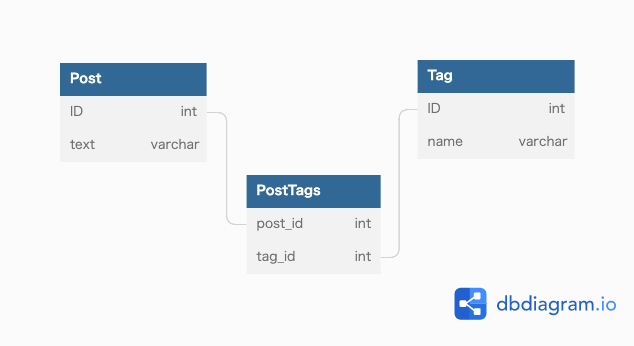 Post
ID int
text varchar
Tag
ID int
name varchar
PostTags
post_id int
tag_id int
dbdiagram.io